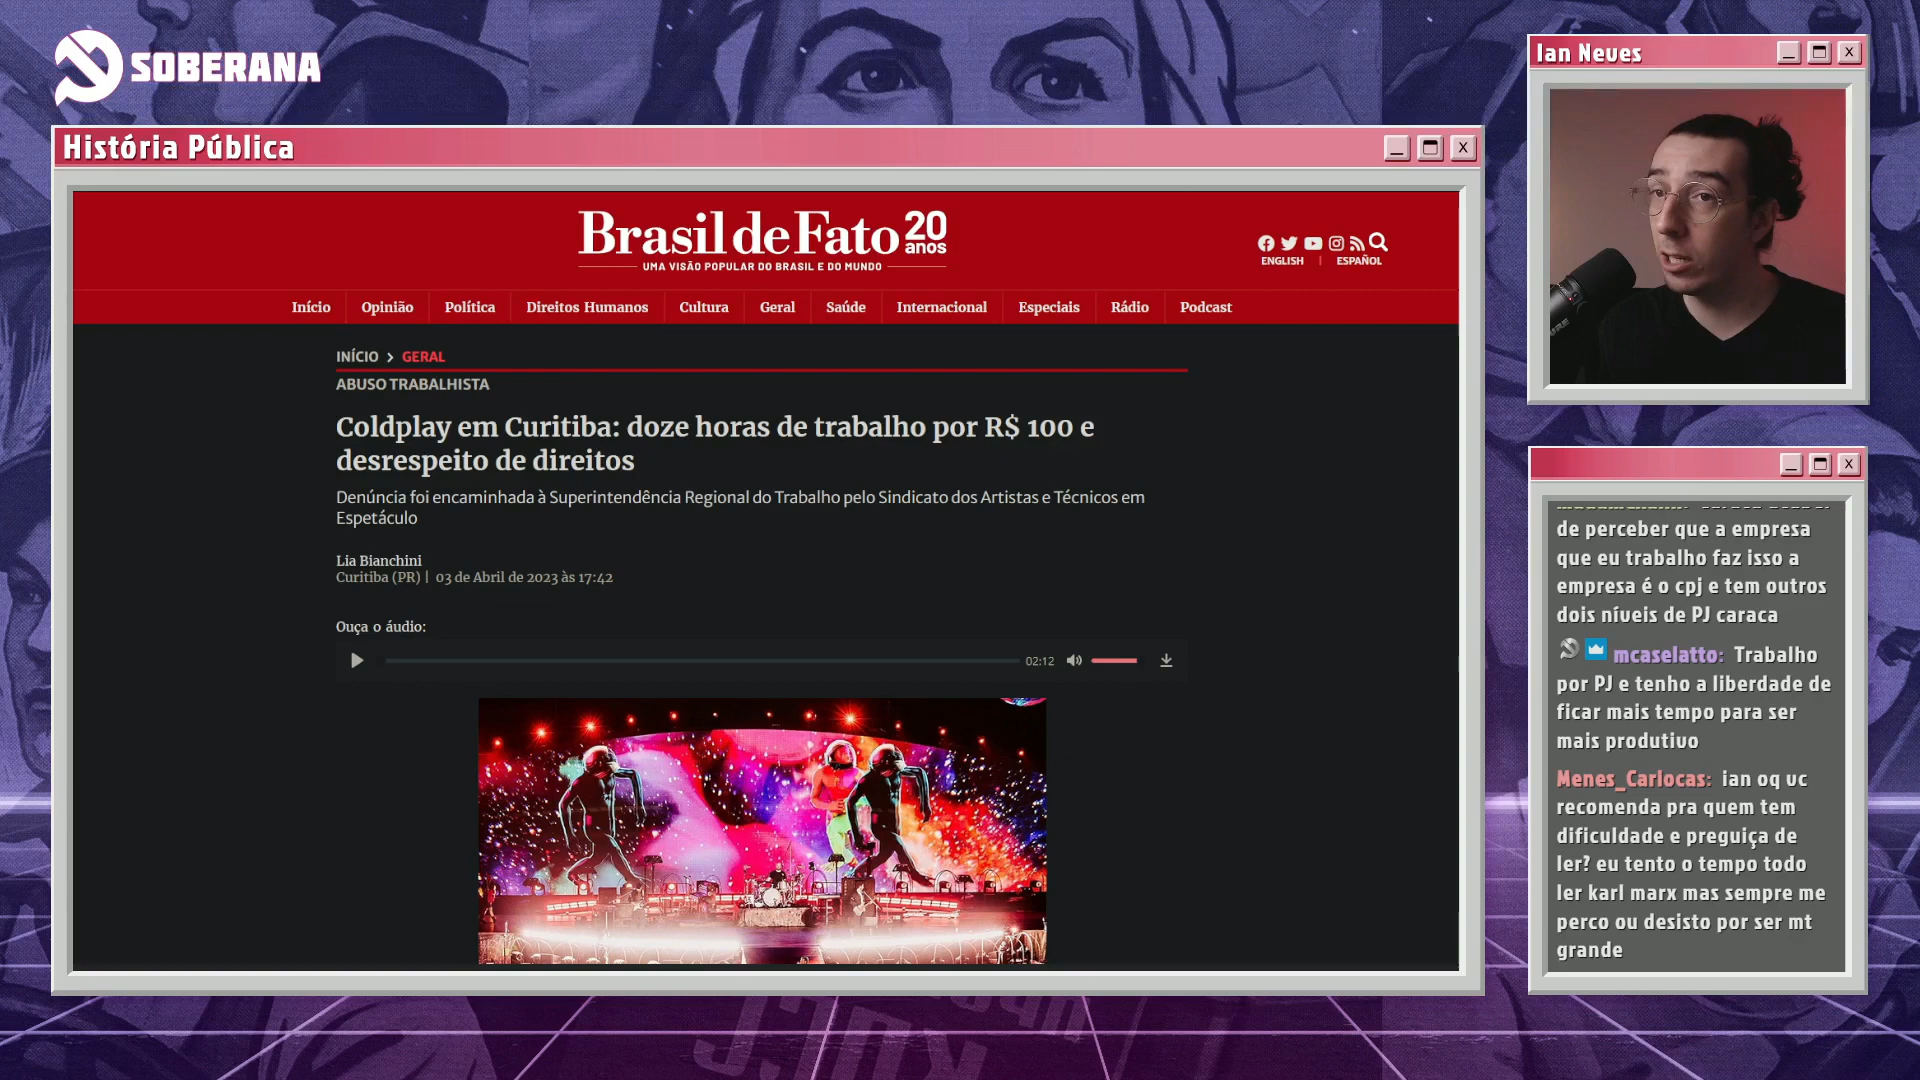 SOBERANA
História Pública
Brasil de Fato 20 anos
UMA VISÃO POPULAR DO BRASIL E DO MUNDO
ENGLISH | ESPAÑOL
Início
Opinião
Política
Direitos Humanos
Cultura
Geral
Saúde
Internacional
Especiais
Rádio
Podcast
INÍCIO > GERAL
ABUSO TRABALHISTA
Coldplay em Curitiba: doze horas de trabalho por R$ 100 e
desrespeito de direitos
Denúncia foi encaminhada à Superintendência Regional do Trabalho pelo Sindicato dos Artistas e Técnicos em
Espetáculo
Lia Bianchini
Curitiba (PR) | 03 de Abril de 2023 às 17:42
Ouça o áudio:
02:12
Ian Neves
de perceber que a empresa
que eu trabalho faz isso a
empresa é o cpj e tem outros
dois níveis de PJ caraca
mcaselatto: Trabalho
por PJ e tenho a liberdade de
ficar mais tempo para ser
mais produtivo
Menes_Cariocas: ian oq vc
recomenda pra quem tem
dificuldade e preguiça de
ler? eu tento o tempo todo
ler karl marx mas sempre me
perco ou desisto por ser mt
grande